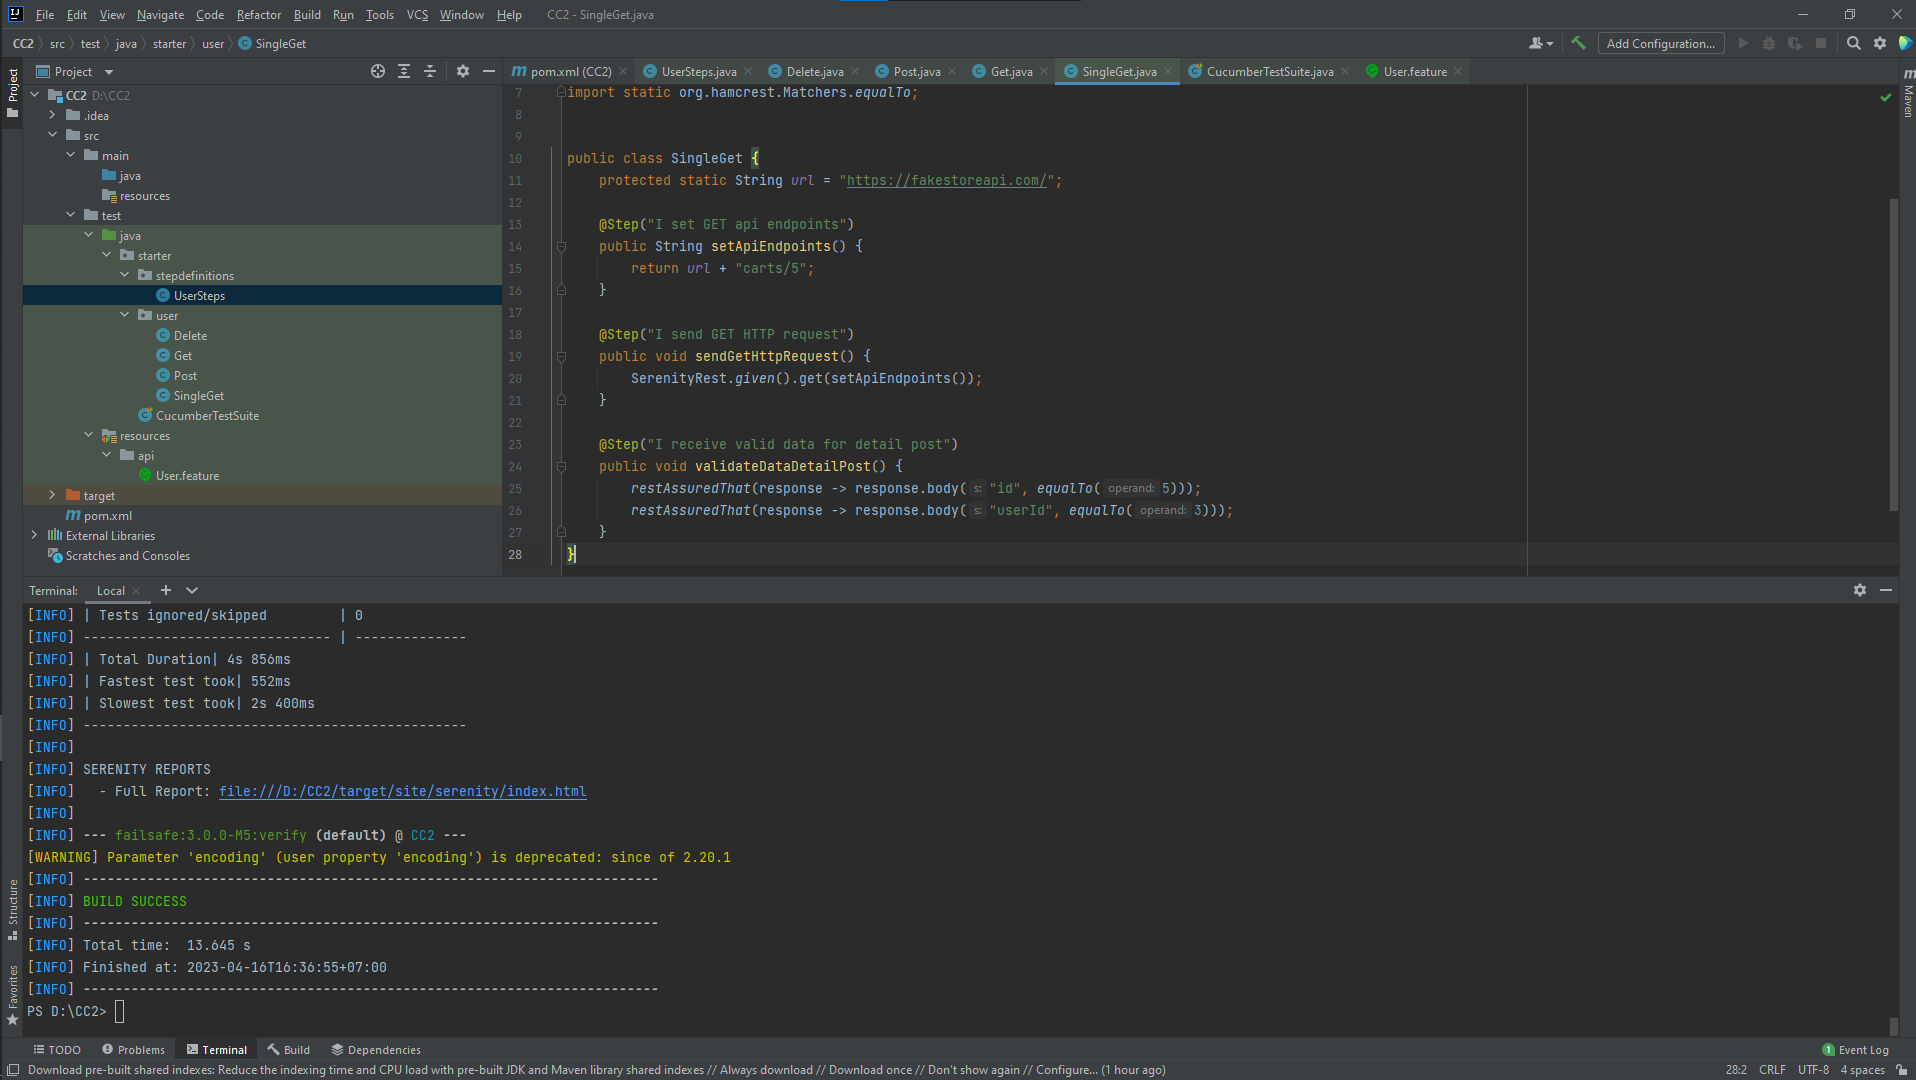 File Edit View Navigate Code Refactor Build Run Tools VCS Window Help CC2 - SingleGet.java
CC2 src test java starter user SingleGet Add Configuration...
Project pom.xml (CC2) UserSteps.java Delete.java Post.java Get.java SingleGet.java CucumberTestSuite.java User.feature
Project
Maven
CC2 D:\CC2
.idea
src
main
java
resources
test
java
starter
stepdefinitions
UserSteps
user
Delete
Get
Post
SingleGet
CucumberTestSuite
resources
api
User.feature
target
pom.xml
External Libraries
Scratches and Consoles
7 import static org.hamcrest.Matchers.equalTo;
8
9
10 public class SingleGet {
11 protected static String url = "https://fakestoreapi.com/";
12
13 @Step("I set GET api endpoints")
14 public String setApiEndpoints() {
15 return url + "carts/5";
16 }
17
18 @Step("I send GET HTTP request")
19 public void sendGetHttpRequest() {
20 SerenityRest.given().get(setApiEndpoints());
21 }
22
23 @Step("I receive valid data for detail post")
24 public void validateDataDetailPost() {
25 restAssuredThat(response -> response.body( s: "id", equalTo( operand: 5)));
26 restAssuredThat(response -> response.body( s: "userId", equalTo( operand: 3)));
27 }
28 }
Terminal: Local
[INFO] | Tests ignored/skipped | 0
[INFO] ------------------------------- | --------------
[INFO] | Total Duration| 4s 856ms
[INFO] | Fastest test took| 552ms
[INFO] | Slowest test took| 2s 400ms
[INFO] ------------------------------------------------
[INFO]
[INFO] SERENITY REPORTS
[INFO] - Full Report: file:///D:/CC2/target/site/serenity/index.html
[INFO]
[INFO] --- failsafe:3.0.0-M5:verify (default) @ CC2 ---
[WARNING] Parameter 'encoding' (user property 'encoding') is deprecated: since of 2.20.1
[INFO] ------------------------------------------------------------------------
[INFO] BUILD SUCCESS
[INFO] ------------------------------------------------------------------------
[INFO] Total time: 13.645 s
[INFO] Finished at: 2023-04-16T16:36:55+07:00
[INFO] ------------------------------------------------------------------------
PS D:\CC2>
Structure
Favorites
TODO Problems Terminal Build Dependencies 1 Event Log
Download pre-built shared indexes: Reduce the indexing time and CPU load with pre-built JDK and Maven library shared indexes // Always download // Download once // Don't show again // Configure... (1 hour ago) 28:2 CRLF UTF-8 4 spaces